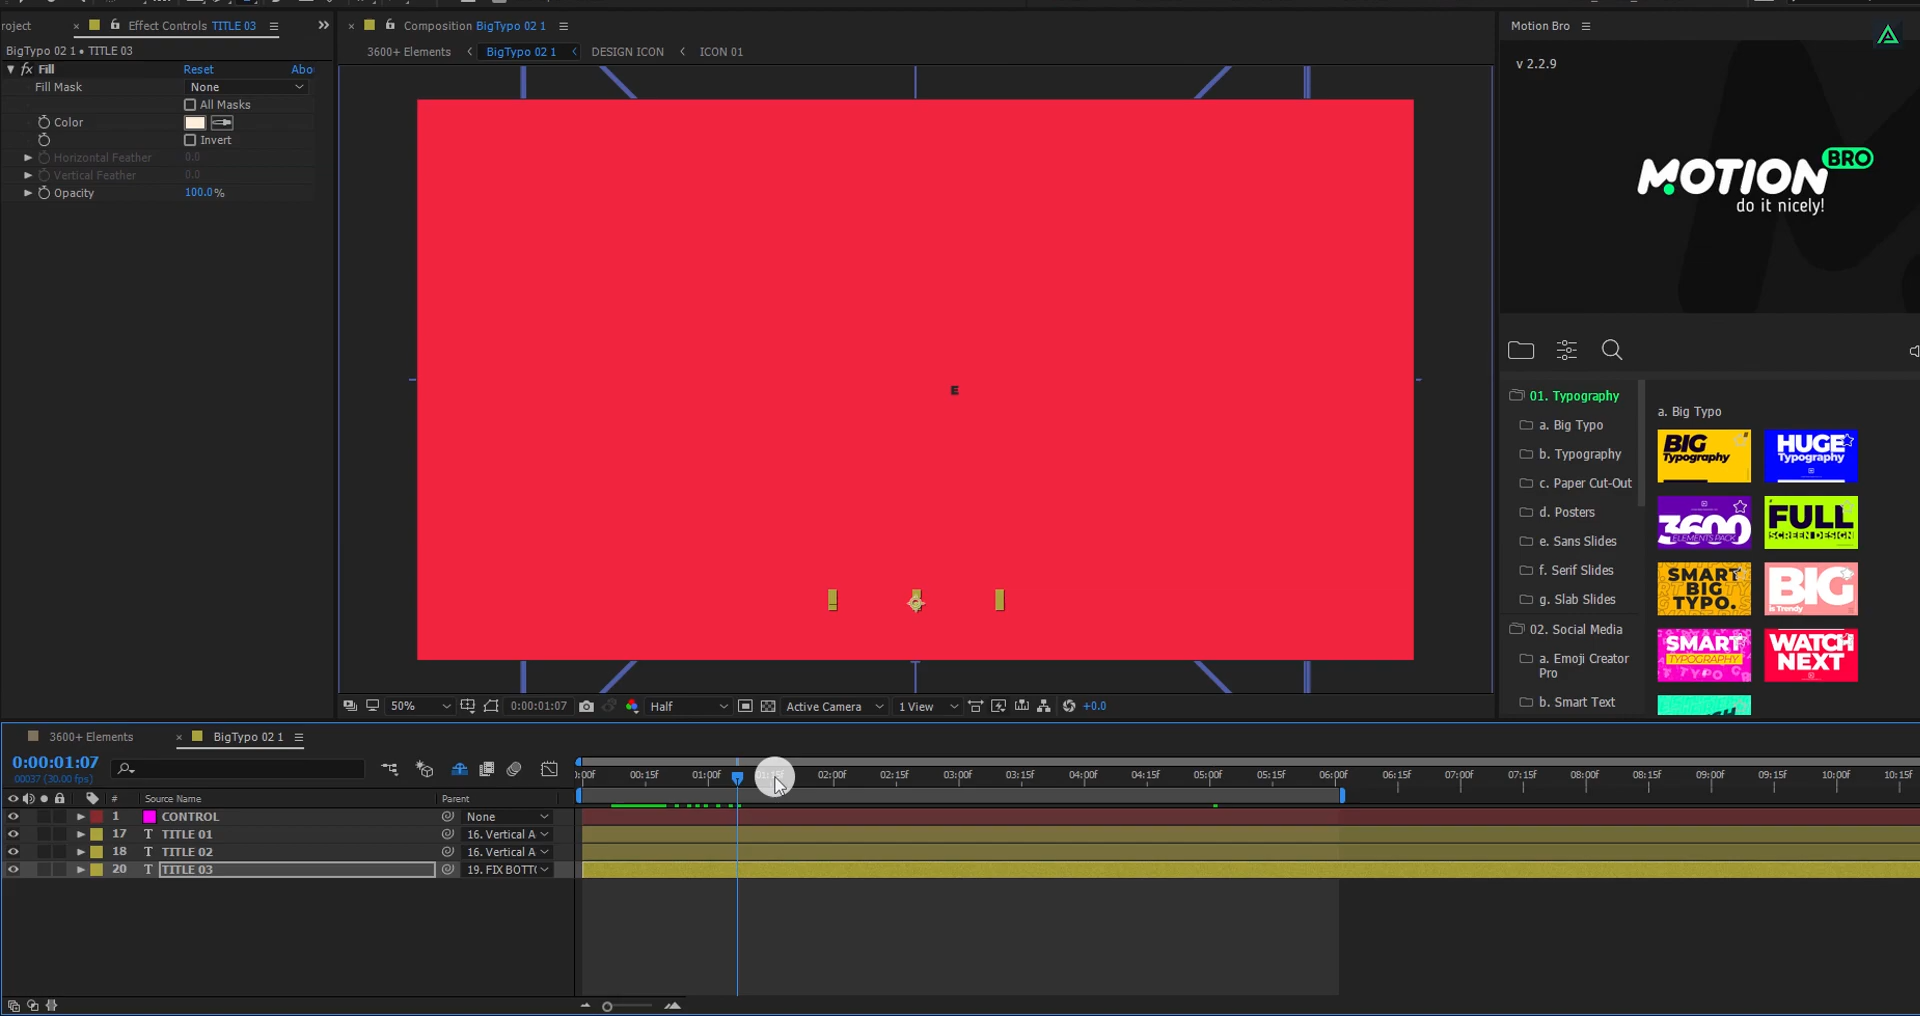 roject
× Effect Controls TITLE 03
BigTypo 02 1 • TITLE 03
fx Fill Reset Abo
Fill Mask None
All Masks
Color
Invert
Horizontal Feather 0.0
Vertical Feather 0.0
Opacity 100.0%
× Composition BigTypo 02 1
3600+ Elements < BigTypo 02 1 < DESIGN ICON < ICON 01
E
50% 0:00:01:07 Half Active Camera 1 View +0.0
Motion Bro
v 2.2.9
MOTION BRO
do it nicely!
01. Typography
a. Big Typo
b. Typography
c. Paper Cut-Out
d. Posters
e. Sans Slides
f. Serif Slides
g. Slab Slides
02. Social Media
a. Emoji Creator
Pro
b. Smart Text
a. Big Typo
BIG
Typography
HUGE
Typography
3600
ELEMENTS PACK
FULL
SCREEN DESIGN
SMART
BIG
TYPO.
BIG
is Trendy
SMART
TYPOGRAPHY
WATCH
NEXT
3600+ Elements × BigTypo 02 1
0:00:01:07
00037 (30.00 fps)
:00f 00:15f 01:00f 01:15f 02:00f 02:15f 03:00f 03:15f 04:00f 04:15f 05:00f 05:15f 06:00f 06:15f 07:00f 07:15f 08:00f 08:15f 09:00f 09:15f 10:00f 10:15f
# Source Name Parent
1 CONTROL None
17 T TITLE 01 16. Vertical A
18 T TITLE 02 16. Vertical A
20 T TITLE 03 19. FIX BOTT